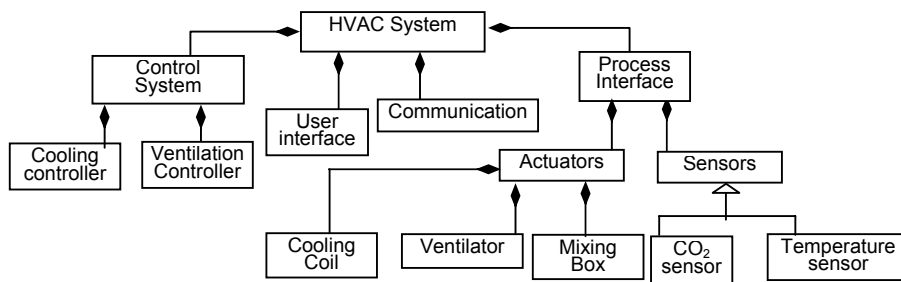 HVAC System
Control
System
Process
Interface
User
interface
Communication
Cooling
controller
Ventilation
Controller
Actuators
Sensors
Cooling
Coil
Ventilator
Mixing
Box
CO₂
sensor
Temperature
sensor